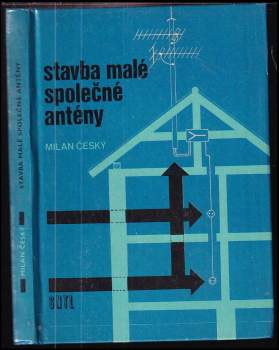 stavba malé
společné
antény
MILAN ČESKÝ
SNTL
MILAN ČESKÝ
STAVBA MALÉ SPOLEČNÉ ANTÉNY